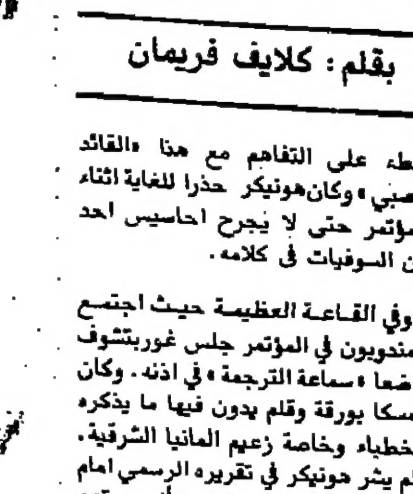 بقلم : كلايف فريمان
طء على التفاهم مع هذا «القائد
صبي» وكان هونيكر حذرا للغاية اثناء
مؤتمر حتى لا يجرح احاسيس احد
ن السوفيات في كلامه .
وفي القاعة العظيمة حيث اجتمع
مندوبون في المؤتمر جلس غوربتشوف
ضعا «سماعة الترجمة» في اذنه . وكان
سكا بورقة وقلم يدون فيها ما يذكره
خطباء وخاصة زعيم المانيا الشرقية .
لم يشر هونيكر في تقريره الرسمي امام